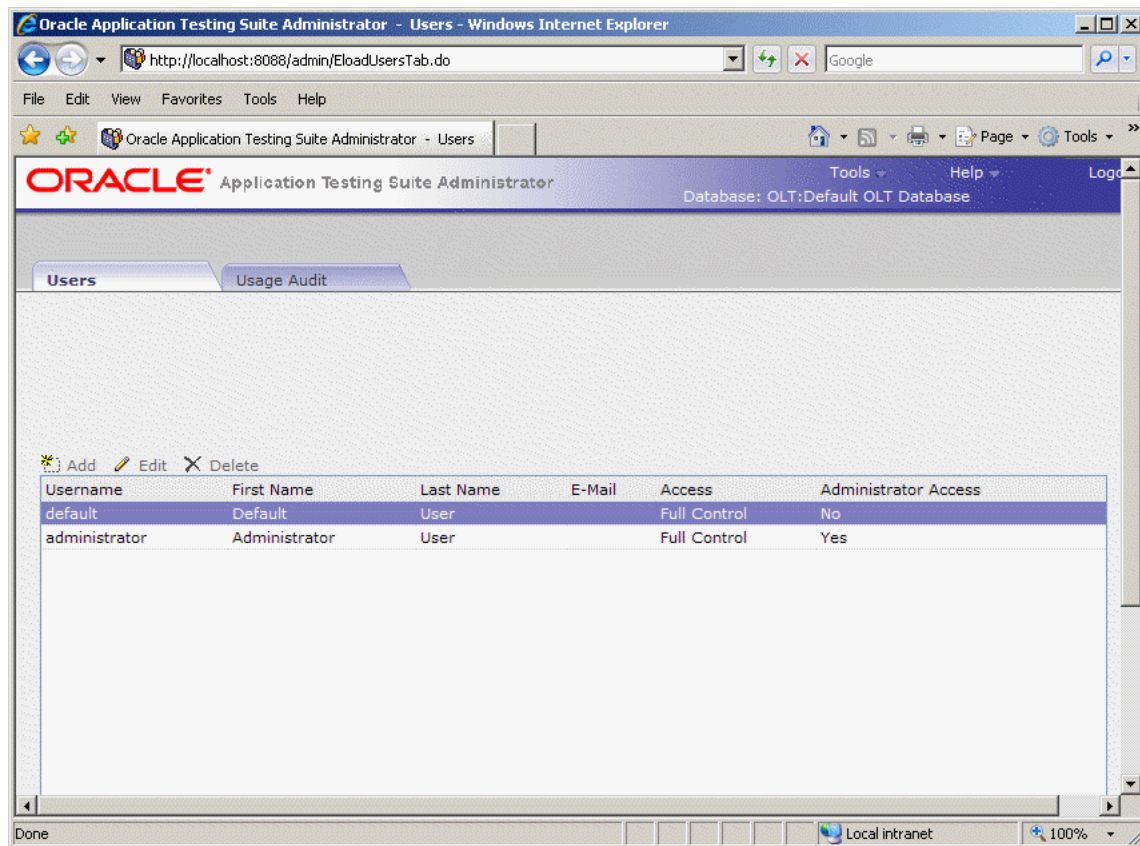 Oracle Application Testing Suite Administrator - Users - Windows Internet Explorer
http://localhost:8088/admin/EloadUsersTab.do
Google
File Edit View Favorites Tools Help
Oracle Application Testing Suite Administrator - Users
Page Tools
ORACLE Application Testing Suite Administrator
Tools Help Logo
Database: OLT:Default OLT Database
Users Usage Audit
Add Edit Delete
Username First Name Last Name E-Mail Access Administrator Access
default Default User Full Control No
administrator Administrator User Full Control Yes
Done Local intranet 100%